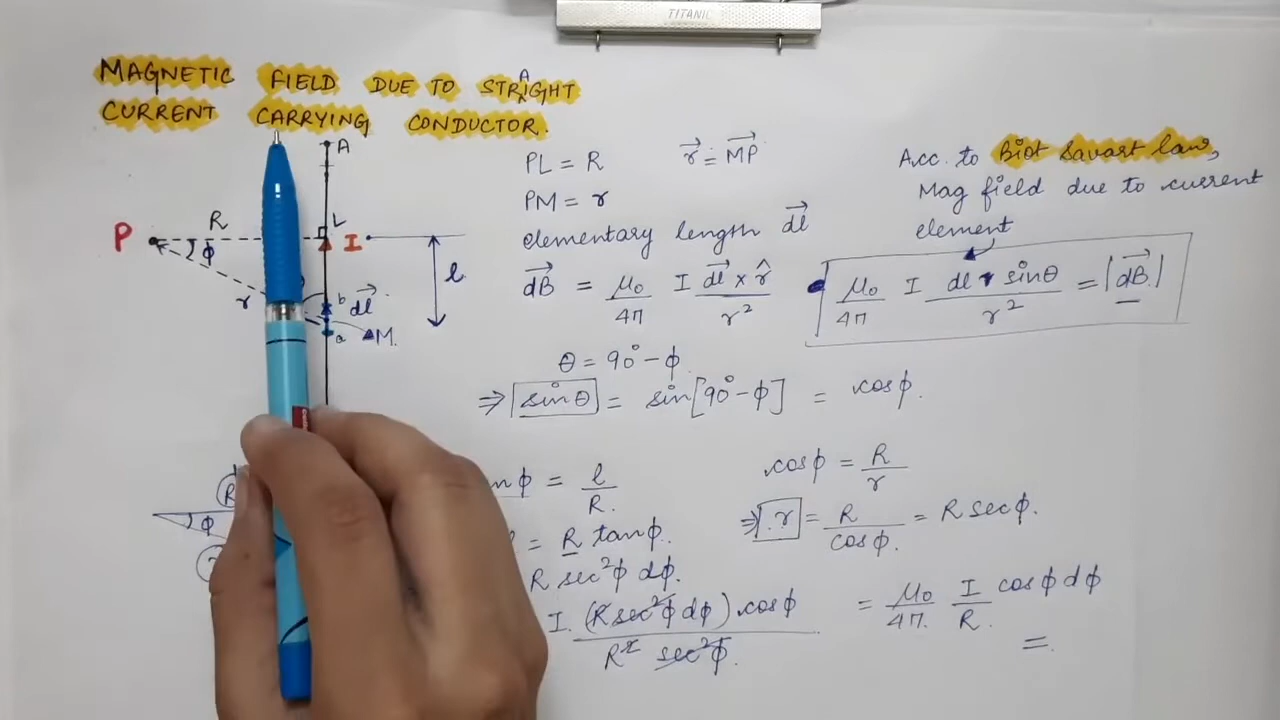 TITANIC
MAGNETIC FIELD DUE TO STRAIGHT
CURRENT CARRYING CONDUCTOR.
A
P R L I
ϕ
r b dl⃗ l
a M.
PL = R r⃗ = MP⃗
PM = r
elementary length dl⃗
dB⃗ = μ₀/4π I dl⃗ × r̂/r²
Acc. to Biot Savart law,
Mag field due to current
element
μ₀/4π I dl sinθ/r² = |dB⃗|
θ = 90° − ϕ
⇒ sinθ = sin[90° − ϕ] = cosϕ.
R
ϕ
nϕ = l/R.
= R tanϕ.
R sec²ϕ dϕ.
cosϕ = R/r
⇒ r = R/cosϕ. = R secϕ.
I. (R sec²ϕ dϕ) cosϕ/R² sec²ϕ. = μ₀/4π. I/R. cosϕ dϕ
=